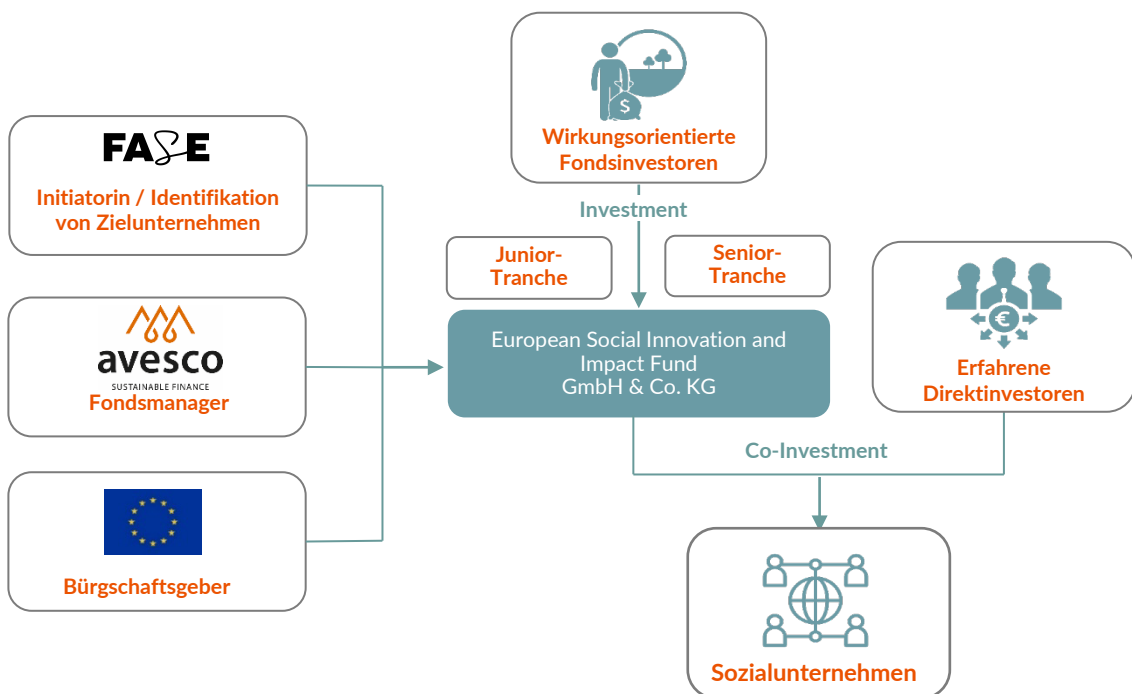 $
Wirkungsorientierte
Fondsinvestoren
FASE
Initiatorin / Identifikation
von Zielunternehmen
Investment
Junior-
Tranche
Senior-
Tranche
avesco
SUSTAINABLE FINANCE
Fondsmanager
European Social Innovation and
Impact Fund
GmbH & Co. KG
€
Erfahrene
Direktinvestoren
Co-Investment
Bürgschaftsgeber
Sozialunternehmen